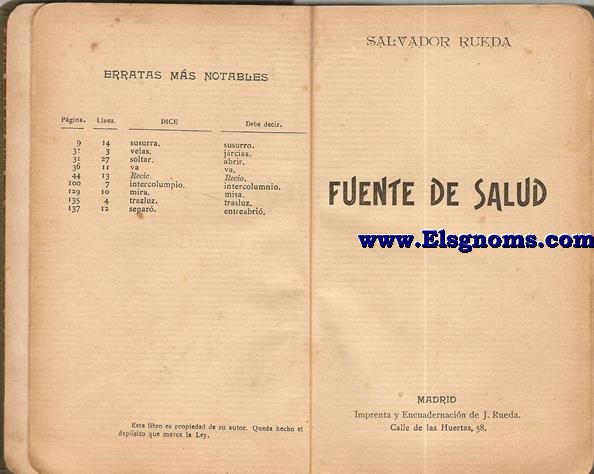 ERRATAS MÁS NOTABLES
Página. Línea. DICE Debe decir.
9 14 susurra. susurro.
31 3 velas. járcias.
31 27 soltar. abrir.
36 11 va va.
44 13 Recio. Recio.
100 7 intercolumpio. intercolumnio.
129 10 mira. misa.
135 4 trazluz. trasluz.
137 12 separó. entreabrió.
Este libro es propiedad de su autor. Queda hecho el
depósito que marca la Ley.
SALVADOR RUEDA
FUENTE DE SALUD
www.Elsgnoms.com
MADRID
Imprenta y Encuadernación de J. Rueda.
Calle de las Huertas, 58.